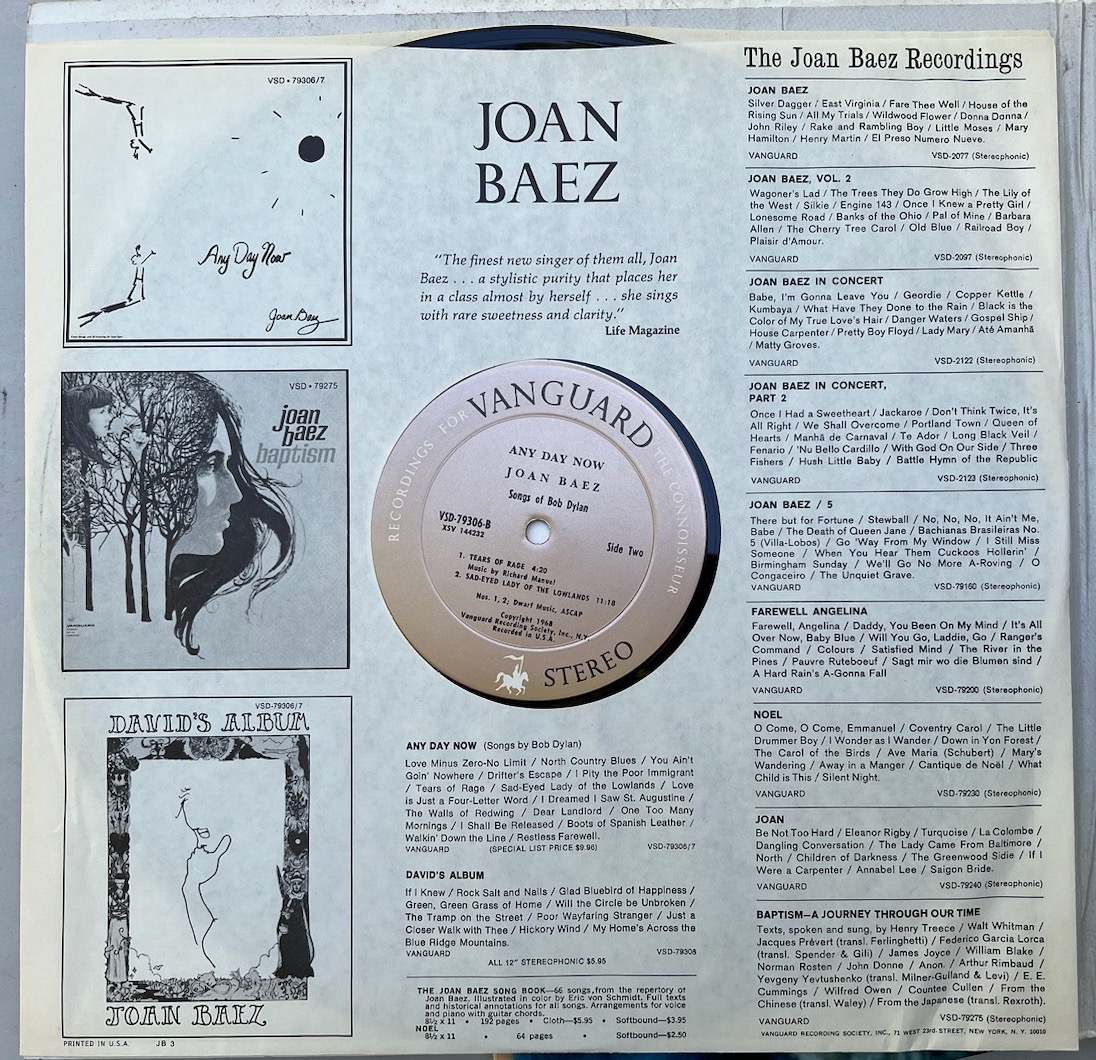 VSD • 79306/7
Any Day Now
Joan Baez
VSD • 79275
joan
baez
baptism
VANGUARD
VSD-79306/7
DAVID'S ALBUM
JOAN BAEZ
PRINTED IN U.S.A. JB 3
JOAN
BAEZ
"The finest new singer of them all, Joan
Baez . . . a stylistic purity that places her
in a class almost by herself . . . she sings
with rare sweetness and clarity."
Life Magazine
RECORDINGS FOR VANGUARD THE CONNOISSEUR
ANY DAY NOW
JOAN BAEZ
Songs of Bob Dylan
VSD-79306-B
XSV 144232
Side Two
1. TEARS OF RAGE 4:20
Music by Richard Manuel
2. SAD-EYED LADY OF THE LOWLANDS 11:18
Nos. 1, 2; Dwarf Music, ASCAP
Copyright 1968
Vanguard Recording Society, Inc., N.Y.
Recorded in U.S.A.
STEREO
ANY DAY NOW (Songs by Bob Dylan)
Love Minus Zero-No Limit / North Country Blues / You Ain't
Goin' Nowhere / Drifter's Escape / I Pity the Poor Immigrant
/ Tears of Rage / Sad-Eyed Lady of the Lowlands / Love
is Just a Four-Letter Word / I Dreamed I Saw St. Augustine /
The Walls of Redwing / Dear Landlord / One Too Many
Mornings / I Shall Be Released / Boots of Spanish Leather /
Walkin' Down the Line / Restless Farewell.
VANGUARD (SPECIAL LIST PRICE $9.96) VSD-79306/7
DAVID'S ALBUM
If I Knew / Rock Salt and Nails / Glad Bluebird of Happiness /
Green, Green Grass of Home / Will the Circle be Unbroken /
The Tramp on the Street / Poor Wayfaring Stranger / Just a
Closer Walk with Thee / Hickory Wind / My Home's Across the
Blue Ridge Mountains.
VANGUARD VSD-79308
ALL 12" STEREOPHONIC $5.95
THE JOAN BAEZ SONG BOOK—66 songs, from the repertory of
Joan Baez. Illustrated in color by Eric von Schmidt. Full texts
and historical annotations for all songs. Arrangements for voice
and piano with guitar chords.
8½ x 11 • 192 pages • Cloth—$5.95 • Softbound—$3.95
NOEL
8½ x 11 • 64 pages • Softbound—$2.50
The Joan Baez Recordings
JOAN BAEZ
Silver Dagger / East Virginia / Fare Thee Well / House of the
Rising Sun / All My Trials / Wildwood Flower / Donna Donna /
John Riley / Rake and Rambling Boy / Little Moses / Mary
Hamilton / Henry Martin / El Preso Numero Nueve.
VANGUARD VSD-2077 (Stereophonic)
JOAN BAEZ, VOL. 2
Wagoner's Lad / The Trees They Do Grow High / The Lily of
the West / Silkie / Engine 143 / Once I Knew a Pretty Girl /
Lonesome Road / Banks of the Ohio / Pal of Mine / Barbara
Allen / The Cherry Tree Carol / Old Blue / Railroad Boy /
Plaisir d'Amour.
VANGUARD VSD-2097 (Stereophonic)
JOAN BAEZ IN CONCERT
Babe, I'm Gonna Leave You / Geordie / Copper Kettle /
Kumbaya / What Have They Done to the Rain / Black is the
Color of My True Love's Hair / Danger Waters / Gospel Ship /
House Carpenter / Pretty Boy Floyd / Lady Mary / Até Amanhã
/ Matty Groves.
VANGUARD VSD-2122 (Stereophonic)
JOAN BAEZ IN CONCERT,
PART 2
Once I Had a Sweetheart / Jackaroe / Don't Think Twice, It's
All Right / We Shall Overcome / Portland Town / Queen of
Hearts / Manhã de Carnaval / Te Ador / Long Black Veil /
Fenario / 'Nu Bello Cardillo / With God On Our Side / Three
Fishers / Hush Little Baby / Battle Hymn of the Republic
VANGUARD VSD-2123 (Stereophonic)
JOAN BAEZ / 5
There but for Fortune / Stewball / No, No, No, It Ain't Me,
Babe / The Death of Queen Jane / Bachianas Brasileiras No.
5 (Villa-Lobos) / Go 'Way From My Window / I Still Miss
Someone / When You Hear Them Cuckoos Hollerin' /
Birmingham Sunday / We'll Go No More A-Roving / O
Congaceiro / The Unquiet Grave.
VANGUARD VSD-79160 (Stereophonic)
FAREWELL ANGELINA
Farewell, Angelina / Daddy, You Been On My Mind / It's All
Over Now, Baby Blue / Will You Go, Laddie, Go / Ranger's
Command / Colours / Satisfied Mind / The River in the
Pines / Pauvre Ruteboeuf / Sagt mir wo die Blumen sind /
A Hard Rain's A-Gonna Fall
VANGUARD VSD-79200 (Stereophonic)
NOEL
O Come, O Come, Emmanuel / Coventry Carol / The Little
Drummer Boy / I Wonder as I Wander / Down in Yon Forest /
The Carol of the Birds / Ave Maria (Schubert) / Mary's
Wandering / Away in a Manger / Cantique de Noël / What
Child is This / Silent Night.
VANGUARD VSD-79230 (Stereophonic)
JOAN
Be Not Too Hard / Eleanor Rigby / Turquoise / La Colombe /
Dangling Conversation / The Lady Came From Baltimore /
North / Children of Darkness / The Greenwood Sidie / If I
Were a Carpenter / Annabel Lee / Saigon Bride.
VANGUARD VSD-79240 (Stereophonic)
BAPTISM—A JOURNEY THROUGH OUR TIME
Texts, spoken and sung, by Henry Treece / Walt Whitman /
Jacques Prévert (transl. Ferlinghetti) / Federico Garcia Lorca
(transl. Spender & Gili) / James Joyce / William Blake /
Norman Rosten / John Donne / Anon. / Arthur Rimbaud /
Yevgeny Yevtushenko (transl. Milner-Gulland & Levi) / E. E.
Cummings / Wilfred Owen / Countee Cullen / From the
Chinese (transl. Waley) / From the Japanese (transl. Rexroth).
VANGUARD VSD-79275 (Stereophonic)
VANGUARD RECORDING SOCIETY, INC., 71 WEST 23rd. STREET, NEW YORK, N. Y. 10010